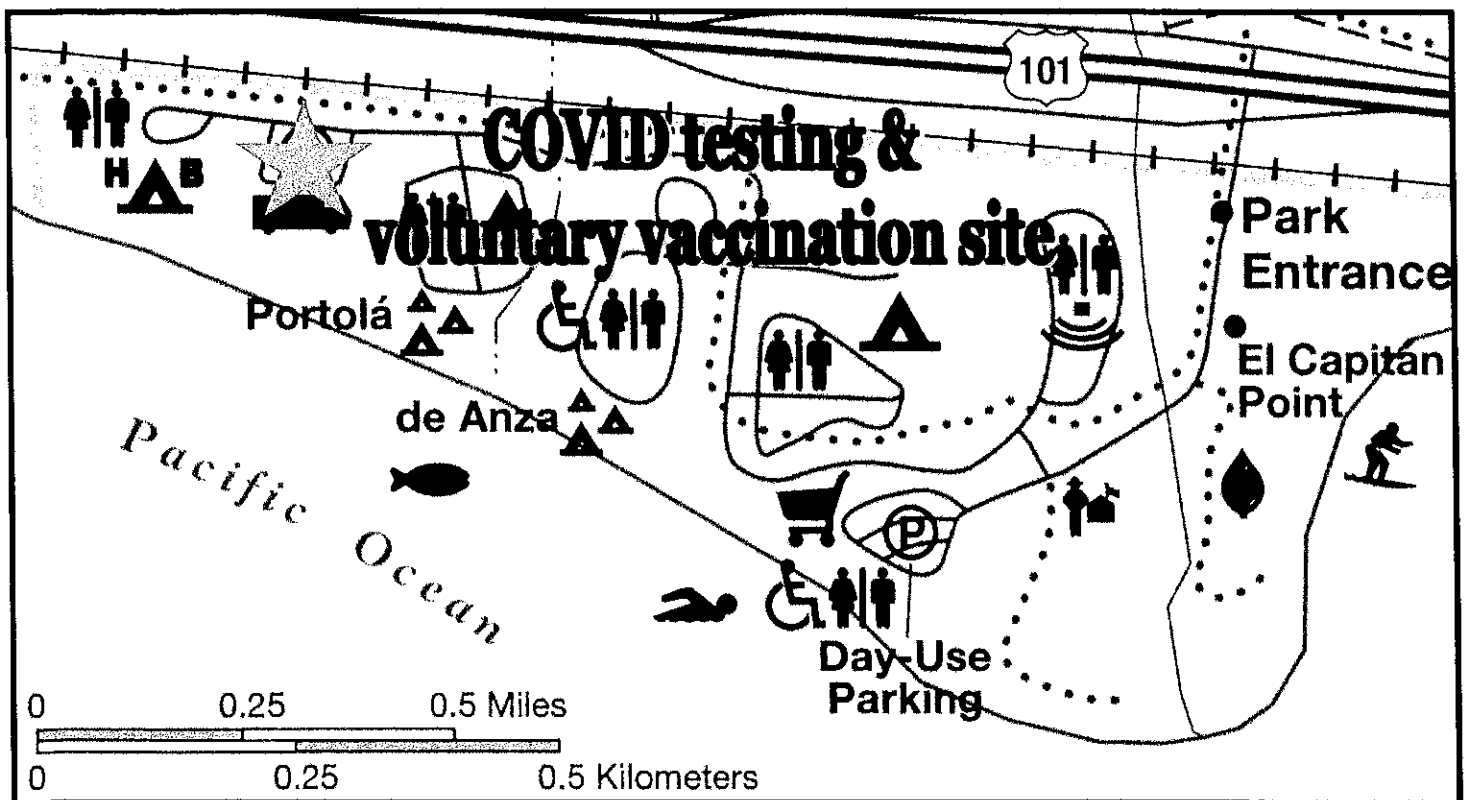 101
COVID testing &
H B
voluntary vaccination site
Park
Entrance
Portolá
El Capitán
Point
de Anza
Pacific Ocean
P
Day-Use
Parking
0 0.25 0.5 Miles
0 0.25 0.5 Kilometers